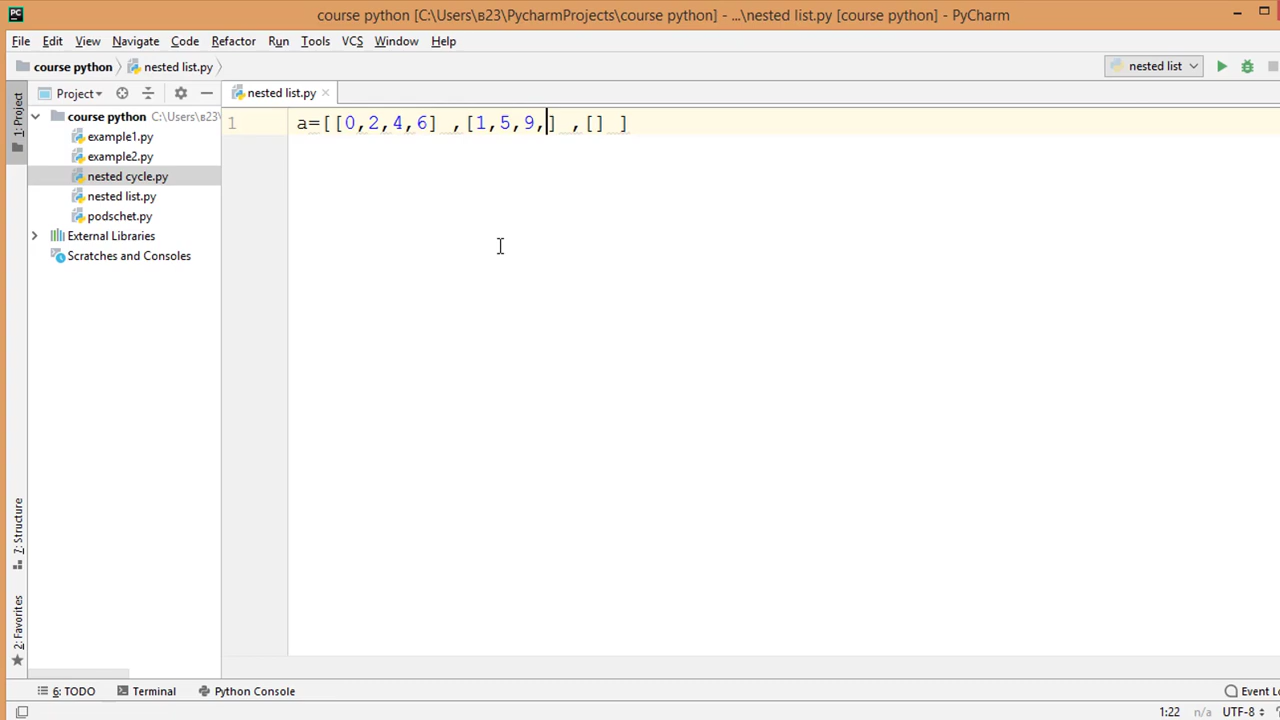 PC
course python [C:\Users\в23\PycharmProjects\course python] - ...\nested list.py [course python] - PyCharm
File Edit View Navigate Code Refactor Run Tools VCS Window Help
course python nested list.py nested list
1: Project
Project nested list.py
course python C:\Users\в23\
example1.py
example2.py
nested cycle.py
nested list.py
podschet.py
External Libraries
Scratches and Consoles
1 a=[[0,2,4,6] ,[1,5,9,] ,[] ]
7: Structure
2: Favorites
6: TODO Terminal Python Console Event Lo
1:22 n/a UTF-8